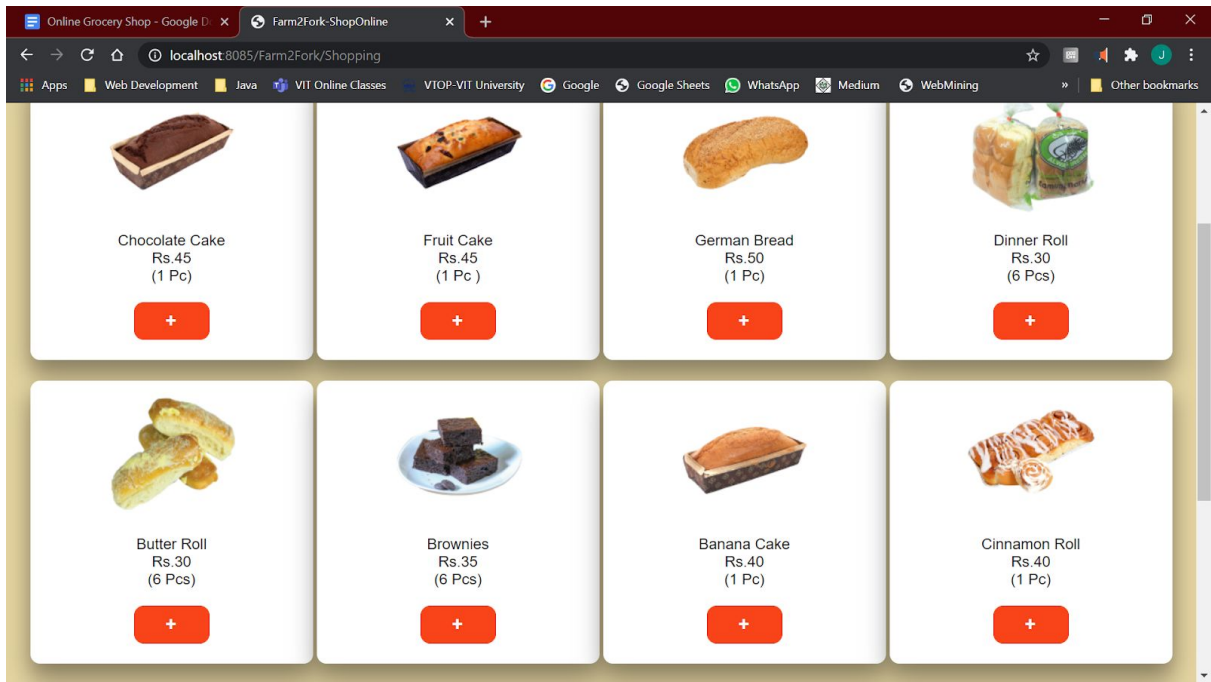 Online Grocery Shop - Google D
Farm2Fork-ShopOnline
localhost:8085/Farm2Fork/Shopping
J
Apps
Web Development
Java
VIT Online Classes
VTOP-VIT University
Google
Google Sheets
WhatsApp
Medium
WebMining
»
Other bookmarks
Chocolate Cake
Rs.45
(1 Pc)
+
Fruit Cake
Rs.45
(1 Pc )
+
German Bread
Rs.50
(1 Pc)
+
Dinner Roll
Rs.30
(6 Pcs)
+
Butter Roll
Rs.30
(6 Pcs)
+
Brownies
Rs.35
(6 Pcs)
+
Banana Cake
Rs.40
(1 Pc)
+
Cinnamon Roll
Rs.40
(1 Pc)
+